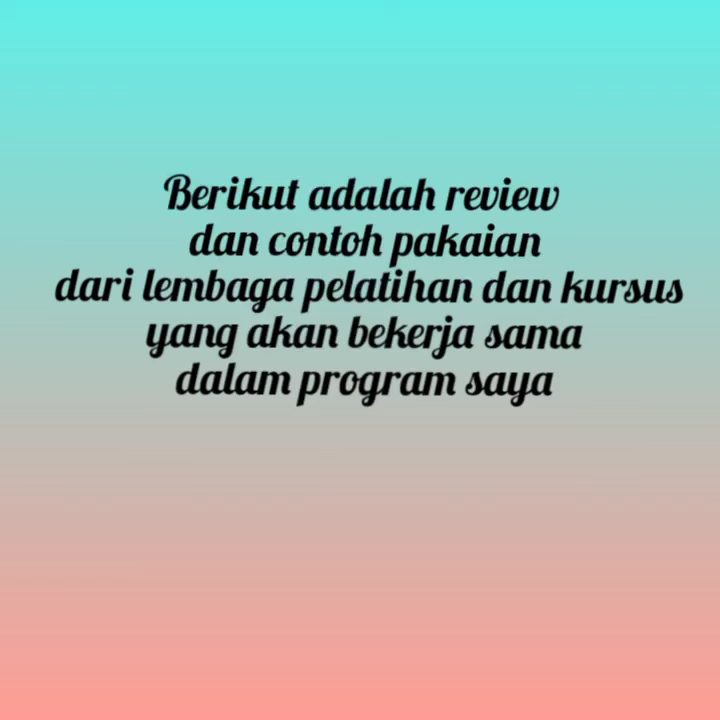 Berikut adalah review
dan contoh pakaian
dari lembaga pelatihan dan kursus
yang akan bekerja sama
dalam program saya